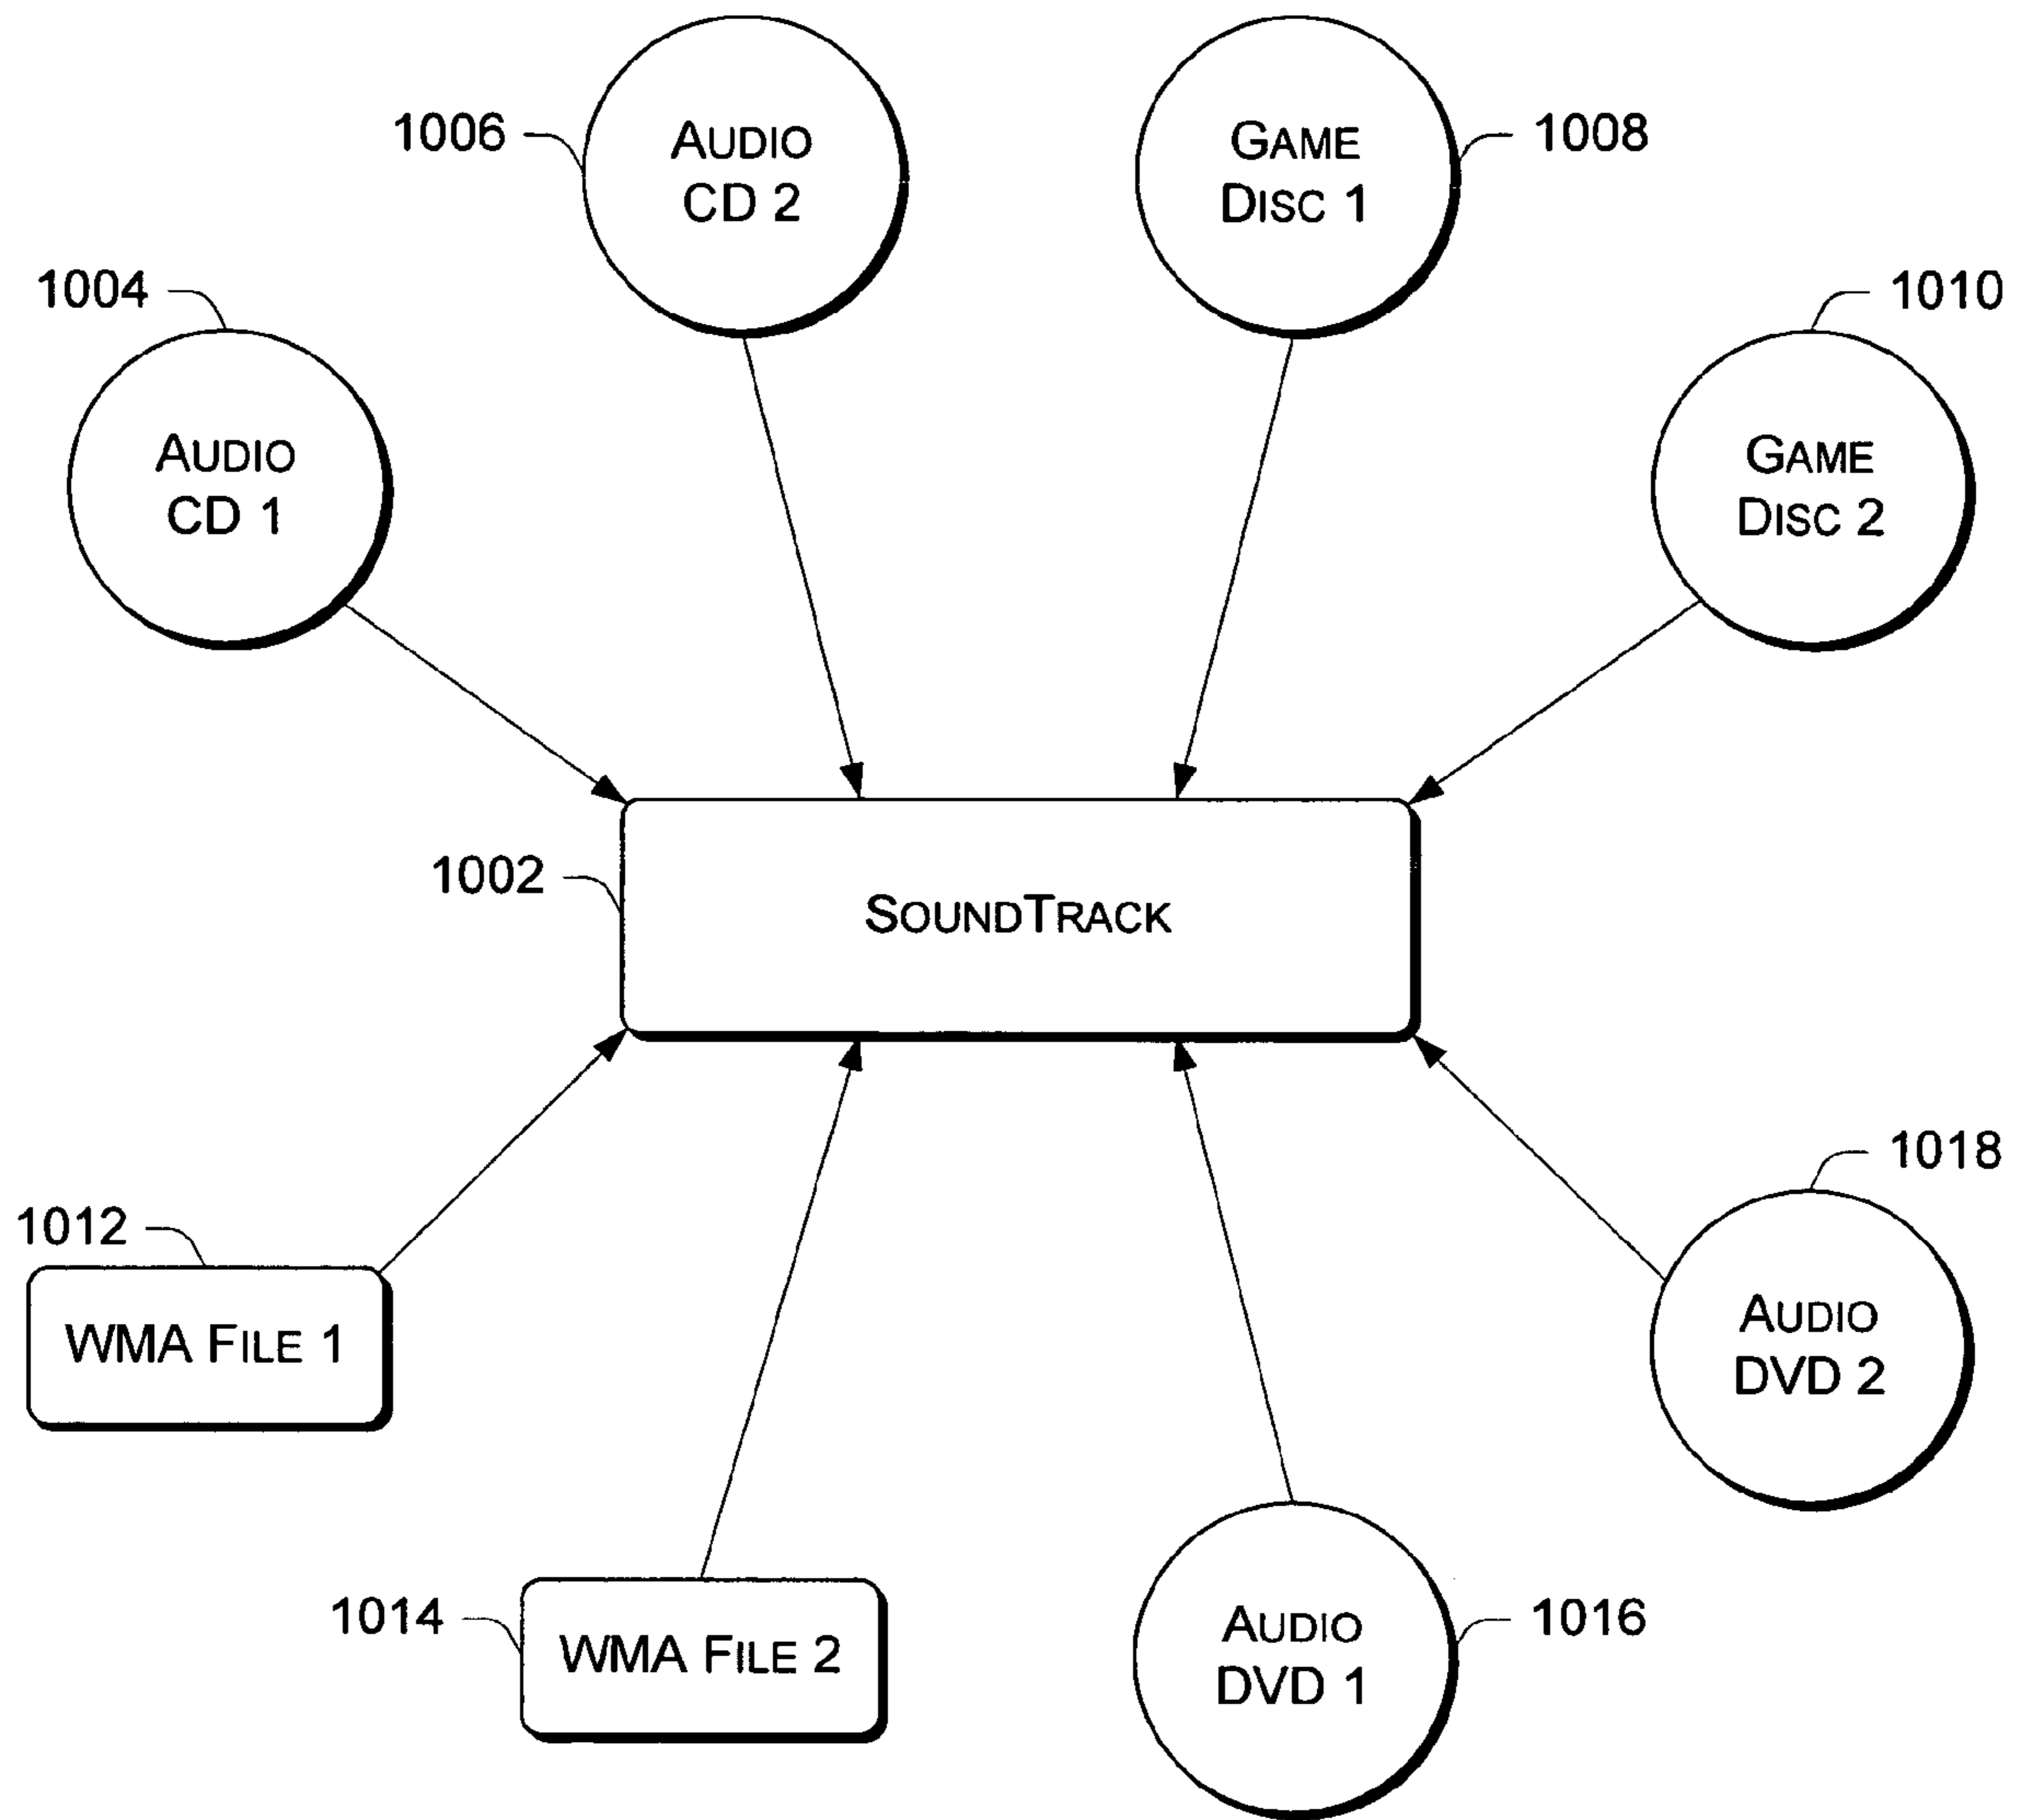 1006
AUDIO
CD 2
GAME
DISC 1
1008
1004
AUDIO
CD 1
1010
GAME
DISC 2
1002
SOUNDTRACK
1012
WMA FILE 1
1018
AUDIO
DVD 2
1014
WMA FILE 2
AUDIO
DVD 1
1016